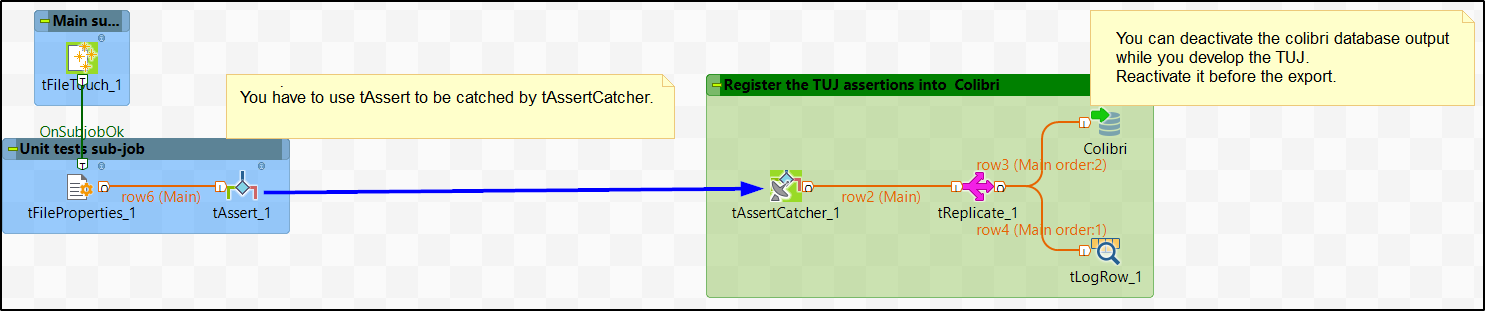 Main su...
tFileTouch_1
OnSubjobOk
Unit tests sub-job
row6 (Main)
tFileProperties_1
tAssert_1
You have to use tAssert to be catched by tAssertCatcher.
Register the TUJ assertions into Colibri
You can deactivate the colibri database output
while you develop the TUJ.
Reactivate it before the export.
Colibri
row3 (Main order:2)
row2 (Main)
tAssertCatcher_1
tReplicate_1
row4 (Main order:1)
tLogRow_1